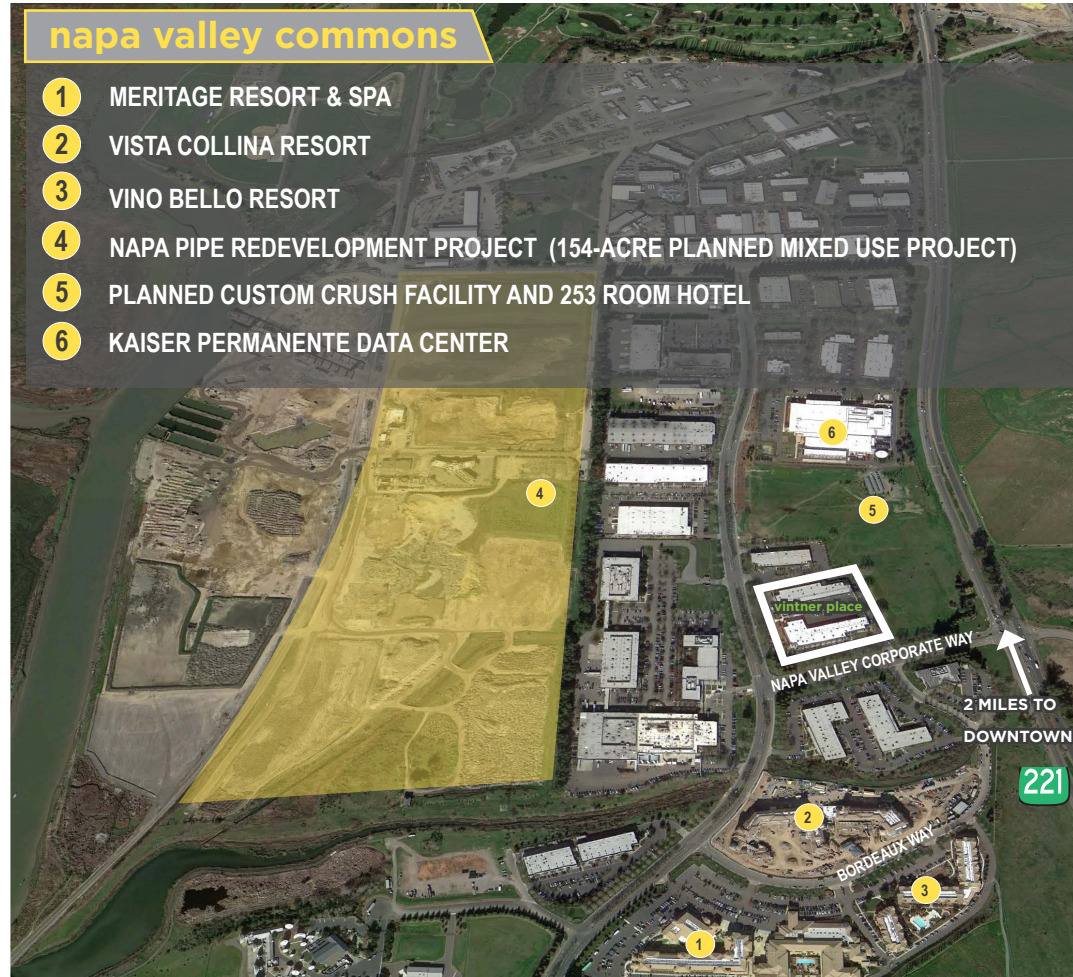 napa valley commons
1 MERITAGE RESORT & SPA
2 VISTA COLLINA RESORT
3 VINO BELLO RESORT
4 NAPA PIPE REDEVELOPMENT PROJECT (154-ACRE PLANNED MIXED USE PROJECT)
5 PLANNED CUSTOM CRUSH FACILITY AND 253 ROOM HOTEL
6 KAISER PERMANENTE DATA CENTER
6
4
5
vintner place
NAPA VALLEY CORPORATE WAY
2 MILES TO
DOWNTOWN
221
2
BORDEAUX WAY
3
1